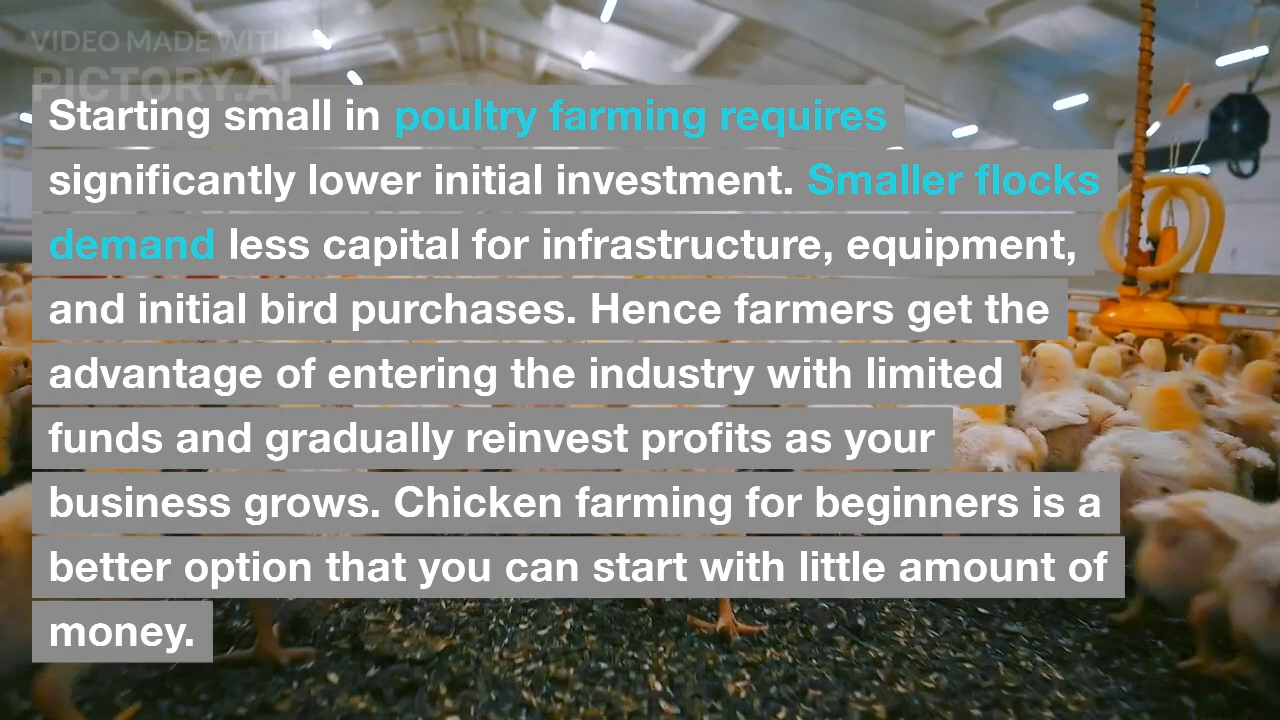 VIDEO MADE WITH
PICTORY.AI
Starting small in poultry farming requires
significantly lower initial investment. Smaller flocks
demand less capital for infrastructure, equipment,
and initial bird purchases. Hence farmers get the
advantage of entering the industry with limited
funds and gradually reinvest profits as your
business grows. Chicken farming for beginners is a
better option that you can start with little amount of
money.